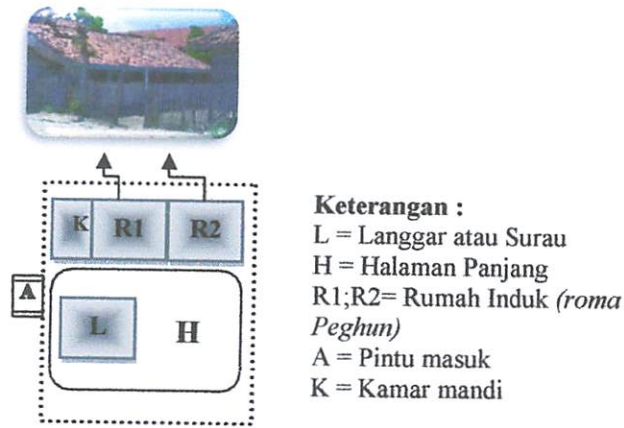 K R1 R2
A
L H
Keterangan :
L = Langgar atau Surau
H = Halaman Panjang
R1;R2= Rumah Induk (roma
Peghun)
A = Pintu masuk
K = Kamar mandi